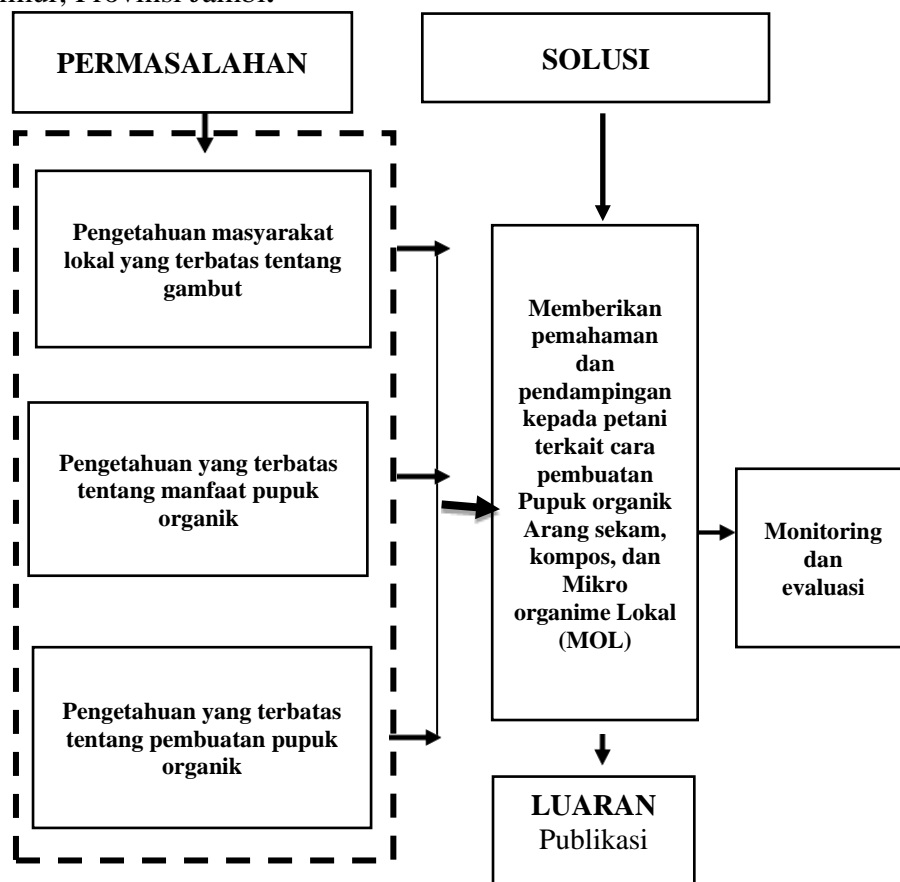 PERMASALAHAN
SOLUSI
Pengetahuan masyarakat
lokal yang terbatas tentang
gambut
Pengetahuan yang terbatas
tentang manfaat pupuk
organik
Pengetahuan yang terbatas
tentang pembuatan pupuk
organik
Memberikan
pemahaman
dan
pendampingan
kepada petani
terkait cara
pembuatan
Pupuk organik
Arang sekam,
kompos, dan
Mikro
organime Lokal
(MOL)
Monitoring
dan
evaluasi
LUARAN
Publikasi